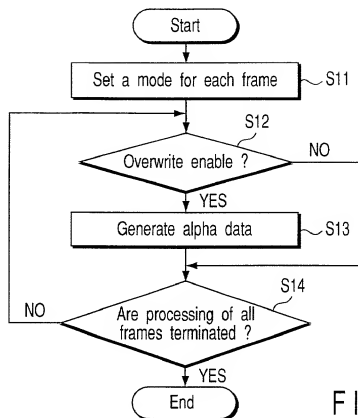 Start
Set a mode for each frame
S11
S12
Overwrite enable ?
NO
YES
Generate alpha data
S13
S14
NO
Are processing of all
frames terminated ?
YES
End